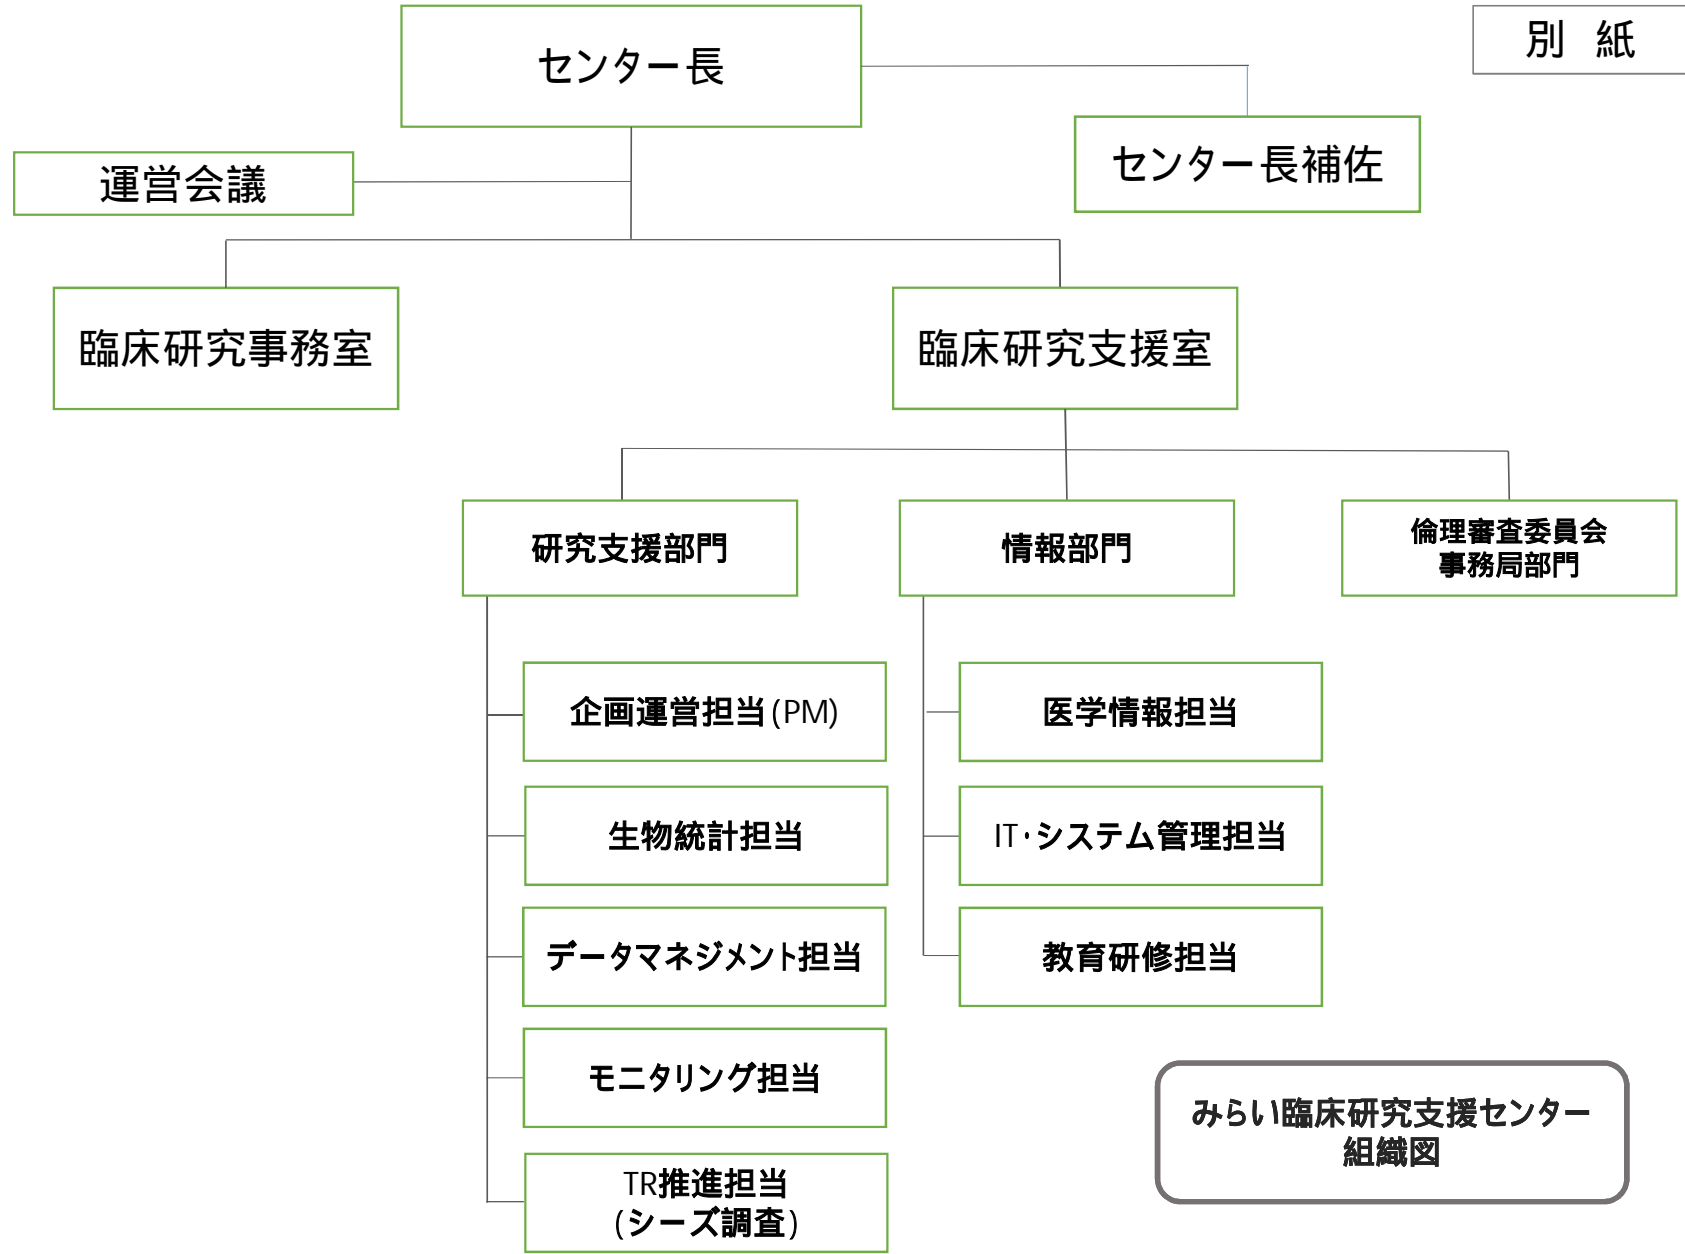 別 紙
センター長
センター長補佐
運営会議
臨床研究事務室
臨床研究支援室
研究支援部門
情報部門
倫理審査委員会
事務局部門
企画運営担当(PM)
医学情報担当
生物統計担当
IT・システム管理担当
データマネジメント担当
教育研修担当
モニタリング担当
TR推進担当
(シーズ調査)
みらい臨床研究支援センター
組織図